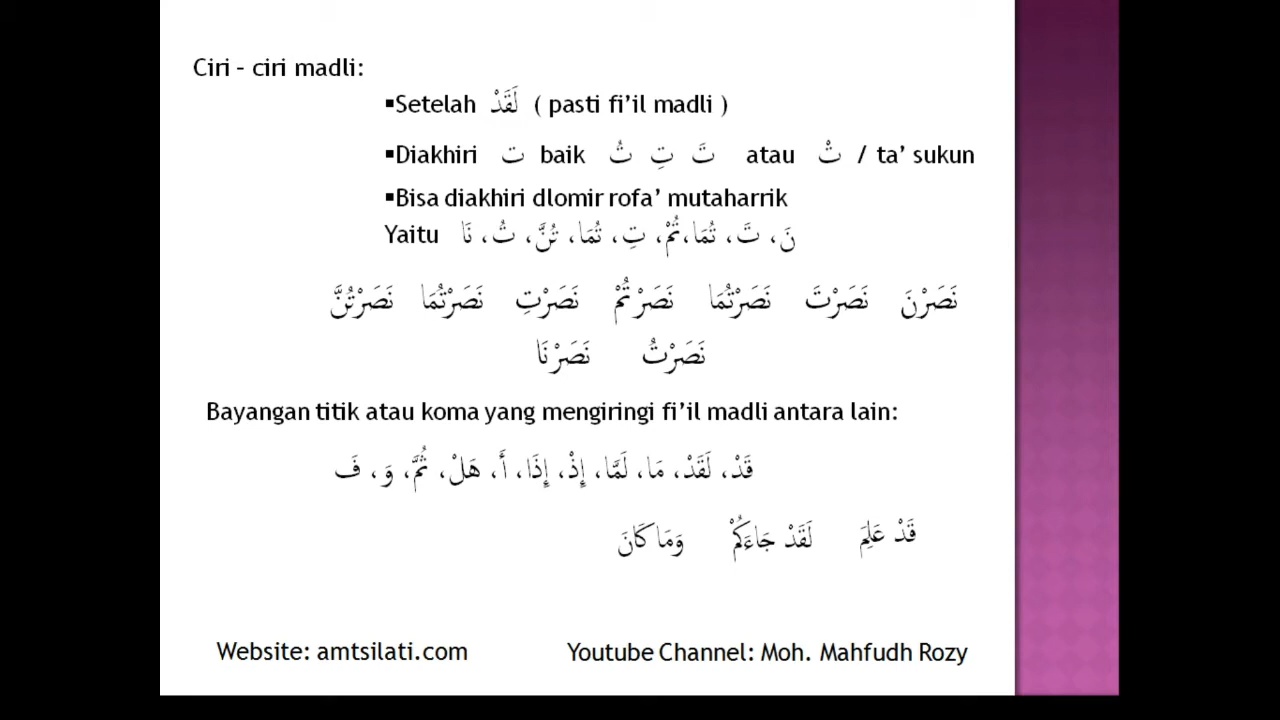 Ciri – ciri madli:
▪Setelah لَقَدْ ( pasti fi’il madli )
▪Diakhiri ت baik تُ تِ تَ atau تْ / ta’ sukun
▪Bisa diakhiri dlomir rofa’ mutaharrik
Yaitu نَ، تَ، تُمَا، تُمْ، تِ، تُمَا، تُنَّ، تُ، نَا
نَصَرْنَ نَصَرْتَ نَصَرْتُمَا نَصَرْتُمْ نَصَرْتِ نَصَرْتُمَا نَصَرْتُنَّ
نَصَرْتُ نَصَرْنَا
Bayangan titik atau koma yang mengiringi fi’il madli antara lain:
قَدْ، لَقَدْ، مَا، لَمَّا، إِذْ، إِذَا، أَ، هَلْ، ثُمَّ، وَ، فَ
قَدْ عَلِمَ لَقَدْ جَاءَكُمْ وَمَا كَانَ
Website: amtsilati.com Youtube Channel: Moh. Mahfudh Rozy